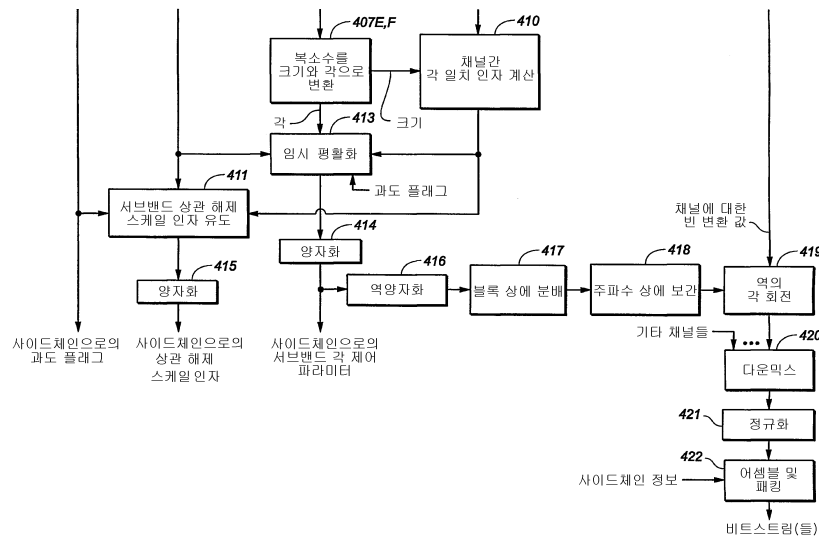 407E,F
복소수를
크기와 각으로
변환
410
채널간
각 일치 인자 계산
각
크기
413
임시 평활화
과도 플래그
411
서브밴드 상관 해제
스케일 인자 유도
채널에 대한
빈 변환 값
414
양자화
415
양자화
416
역양자화
417
블록 상에 분배
418
주파수 상에 보간
419
역의
각 회전
사이드체인으로의
과도 플래그
사이드체인으로의
상관 해제
스케일 인자
사이드체인으로의
서브밴드 각 제어
파라미터
기타 채널들
420
다운믹스
421
정규화
422
어셈블 및
패킹
사이드체인 정보
비트스트림(들)